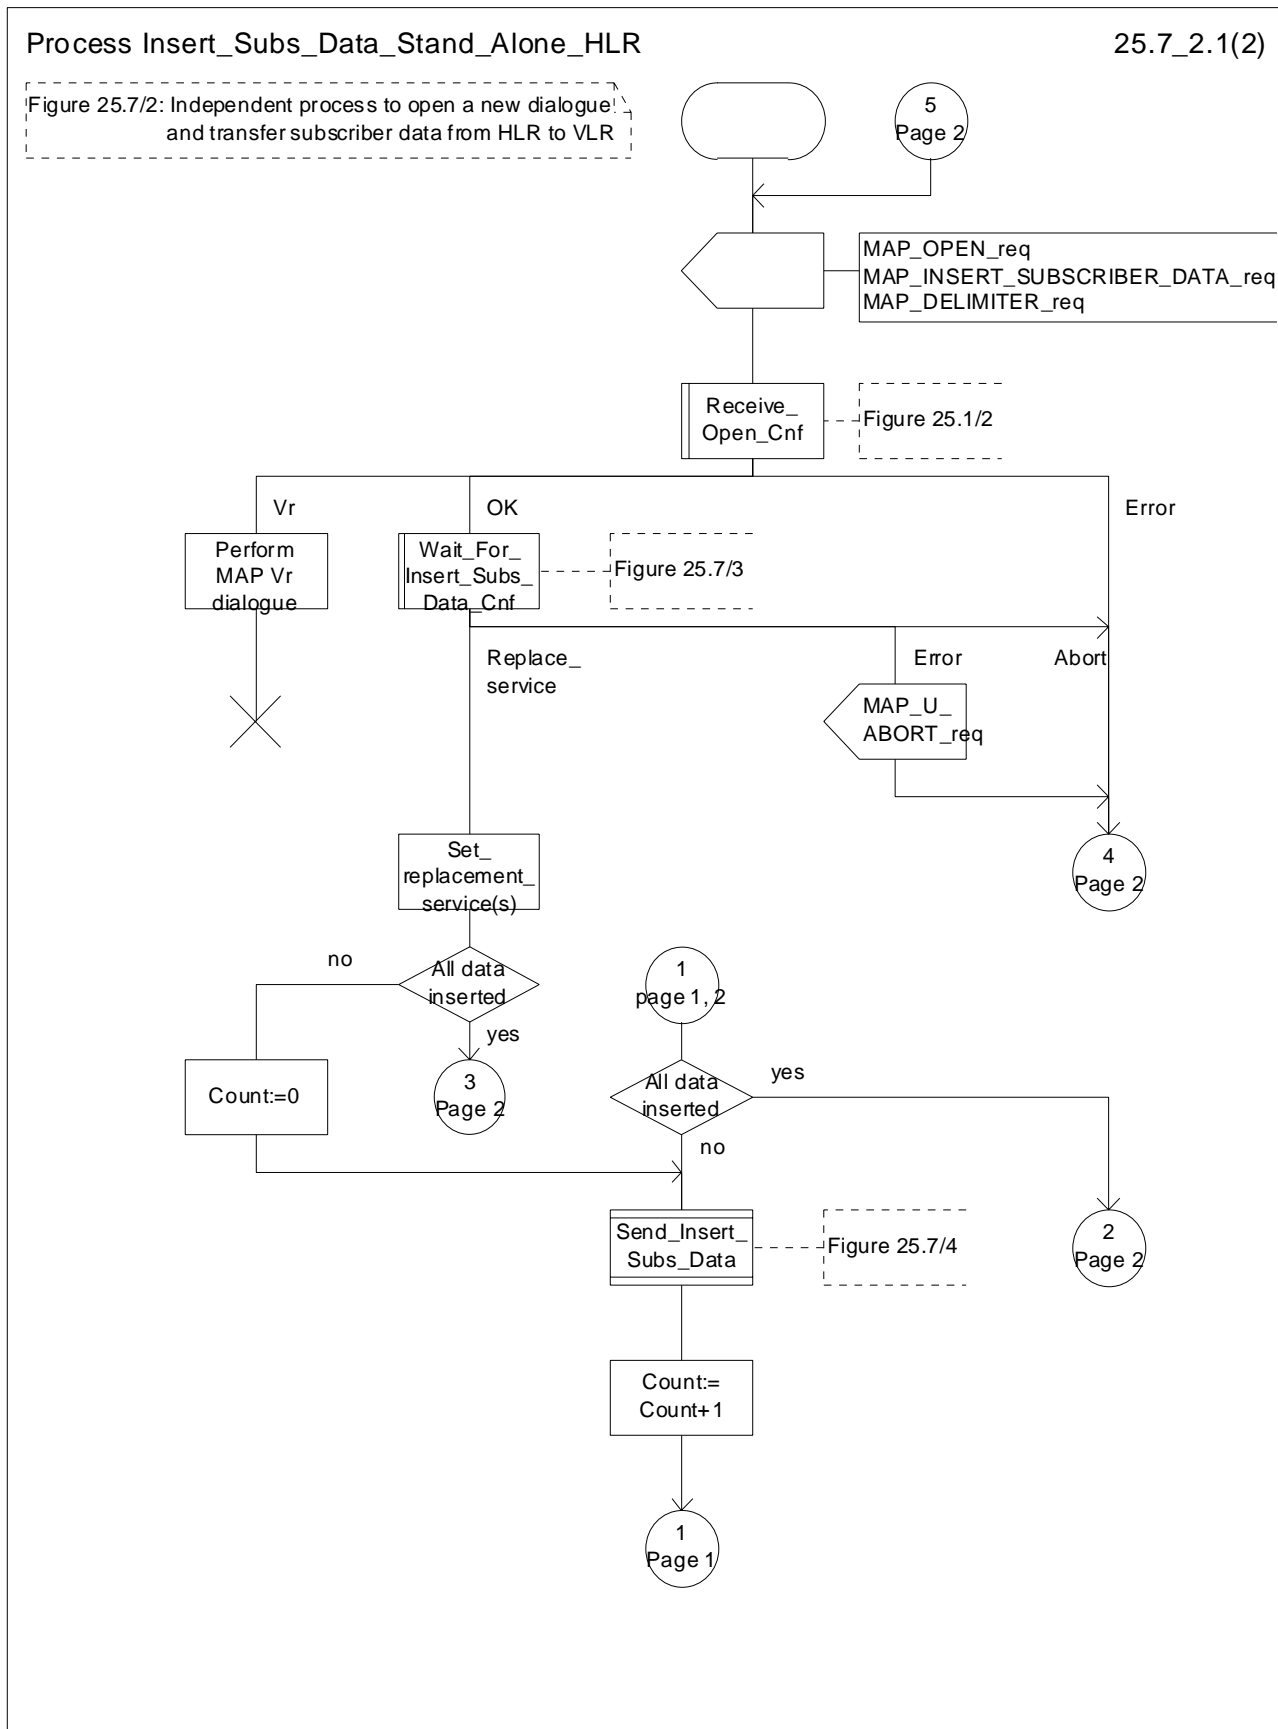 Process Insert_Subs_Data_Stand_Alone_HLR
25.7_2.1(2)
Figure 25.7/2: Independent process to open a new dialogue
and transfer subscriber data from HLR to VLR
5
Page 2
MAP_OPEN_req
MAP_INSERT_SUBSCRIBER_DATA_req
MAP_DELIMITER_req
Receive_
Open_Cnf
Figure 25.1/2
Vr
OK
Error
Perform
MAP Vr
dialogue
Wait_For_
Insert_Subs_
Data_Cnf
Figure 25.7/3
Replace_
service
Error
Abort
MAP_U_
ABORT_req
Set_
replacement_
service(s)
4
Page 2
no
All data
inserted
yes
1
page 1, 2
Count:=0
3
Page 2
All data
inserted
yes
no
Send_Insert_
Subs_Data
Figure 25.7/4
2
Page 2
Count:=
Count+1
1
Page 1